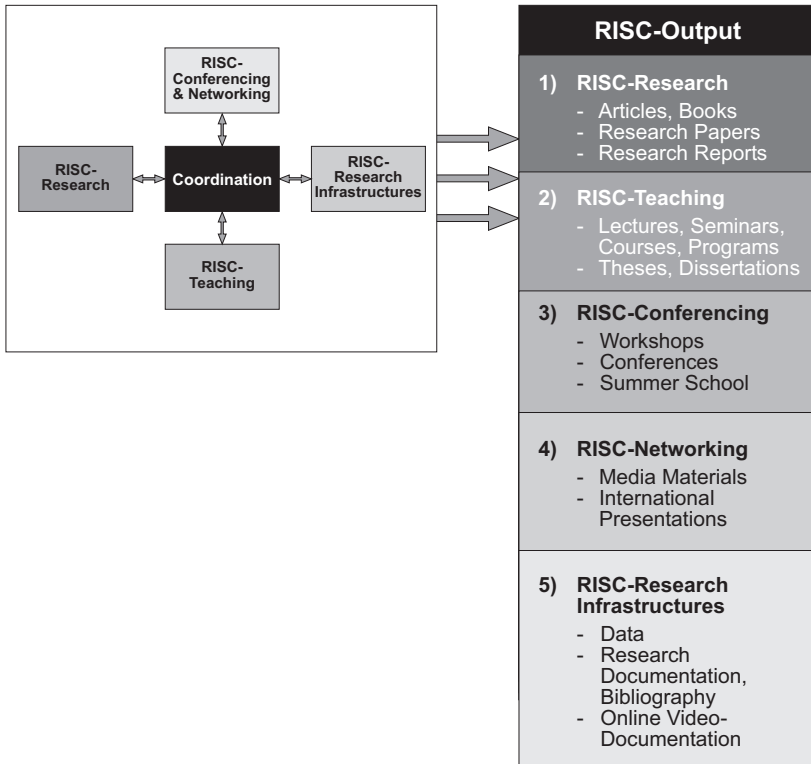 RISC-
Conferencing
& Networking
RISC-
Research
Coordination
RISC-
Research
Infrastructures
RISC-
Teaching
RISC-Output
1) RISC-Research
- Articles, Books
- Research Papers
- Research Reports
2) RISC-Teaching
- Lectures, Seminars,
Courses, Programs
- Theses, Dissertations
3) RISC-Conferencing
- Workshops
- Conferences
- Summer School
4) RISC-Networking
- Media Materials
- International
Presentations
5) RISC-Research
Infrastructures
- Data
- Research
Documentation,
Bibliography
- Online Video-
Documentation